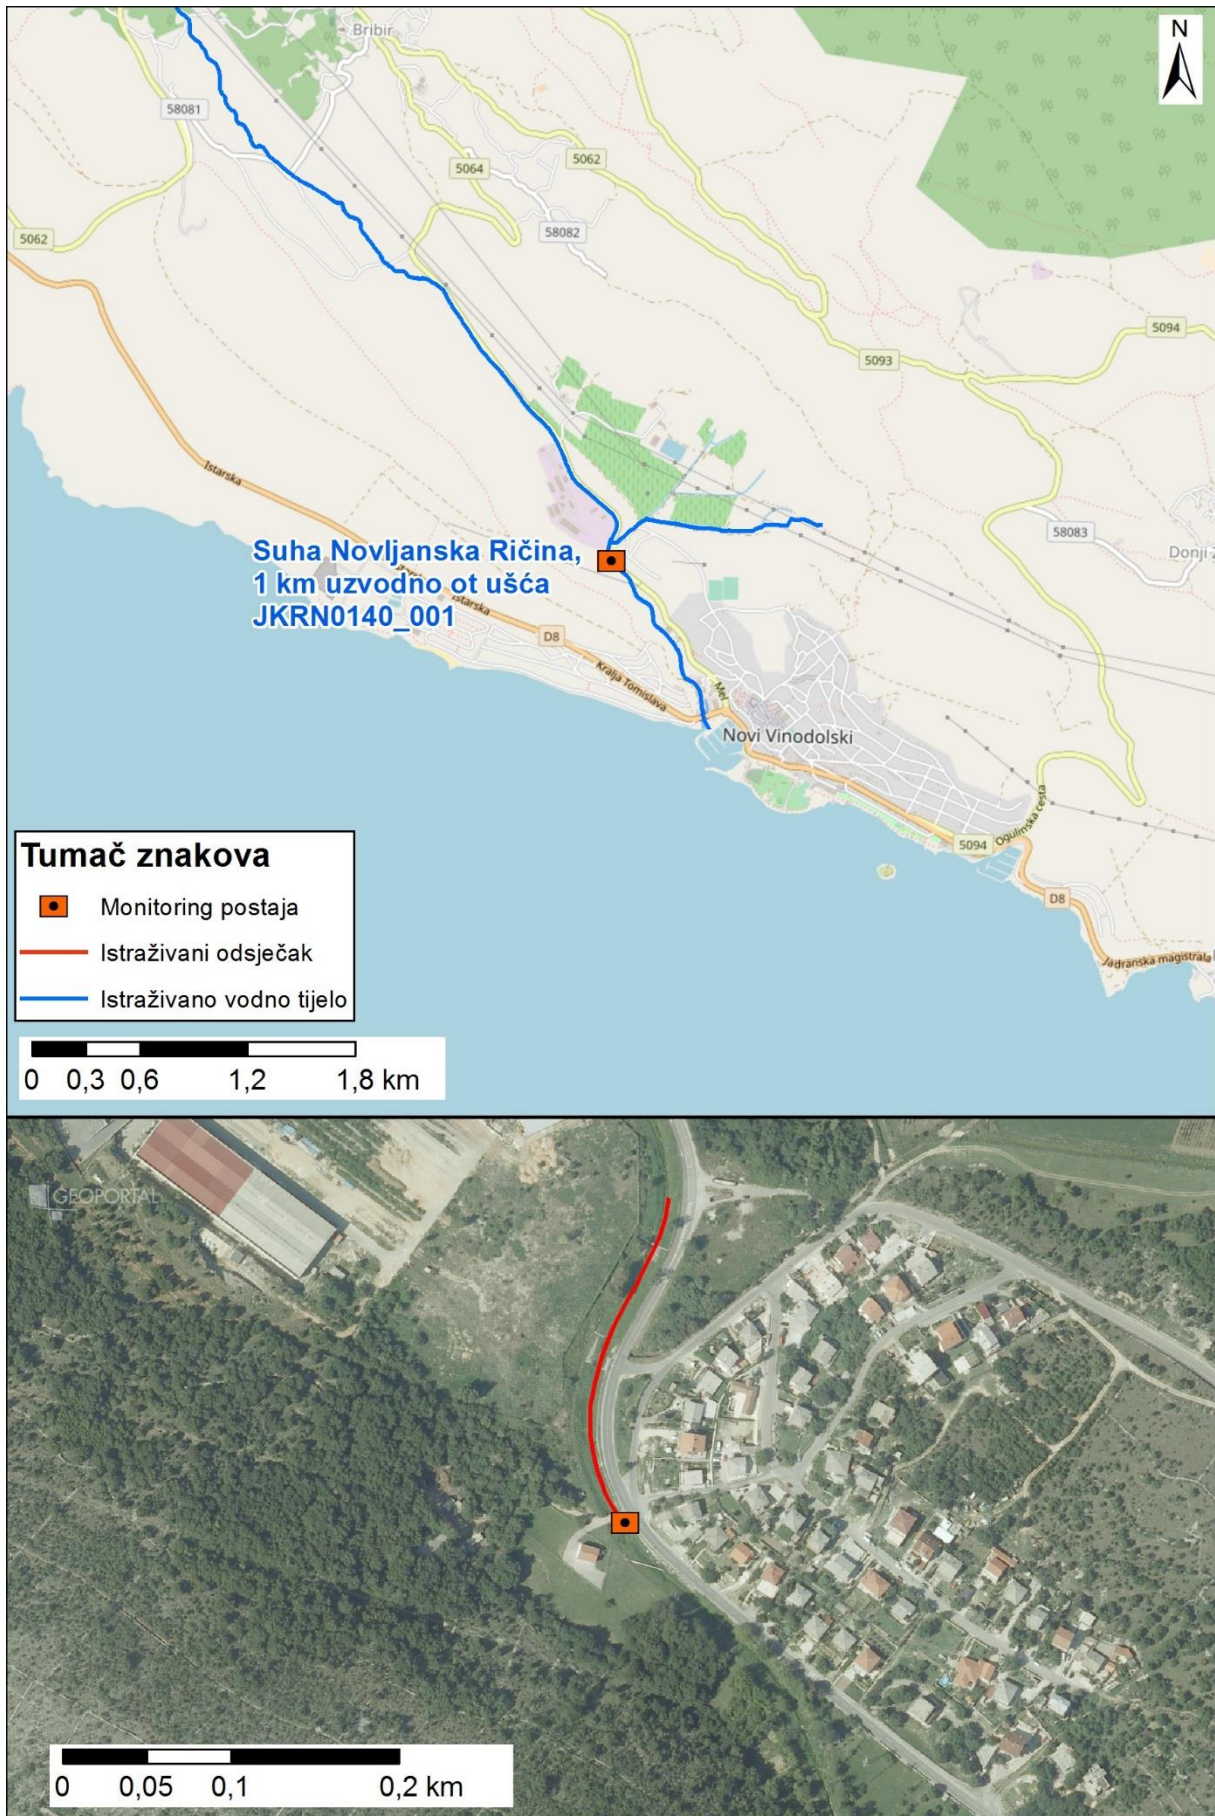 Bribir
N
58081
5064
5062
58082
5062
5094
5093
Istarska
58083
Donji
Suha Novljanska Ričina,
1 km uzvodno ot ušća
JKRN0140_001
Istarska
D8
Kralja Tomislava
Mel
Novi Vinodolski
Ogulinska cesta
5094
D8
Jadranska magistrala
Tumač znakova
Monitoring postaja
Istraživani odsječak
Istraživano vodno tijelo
0 0,3 0,6 1,2 1,8 km
GEOPORTAL
0 0,05 0,1 0,2 km